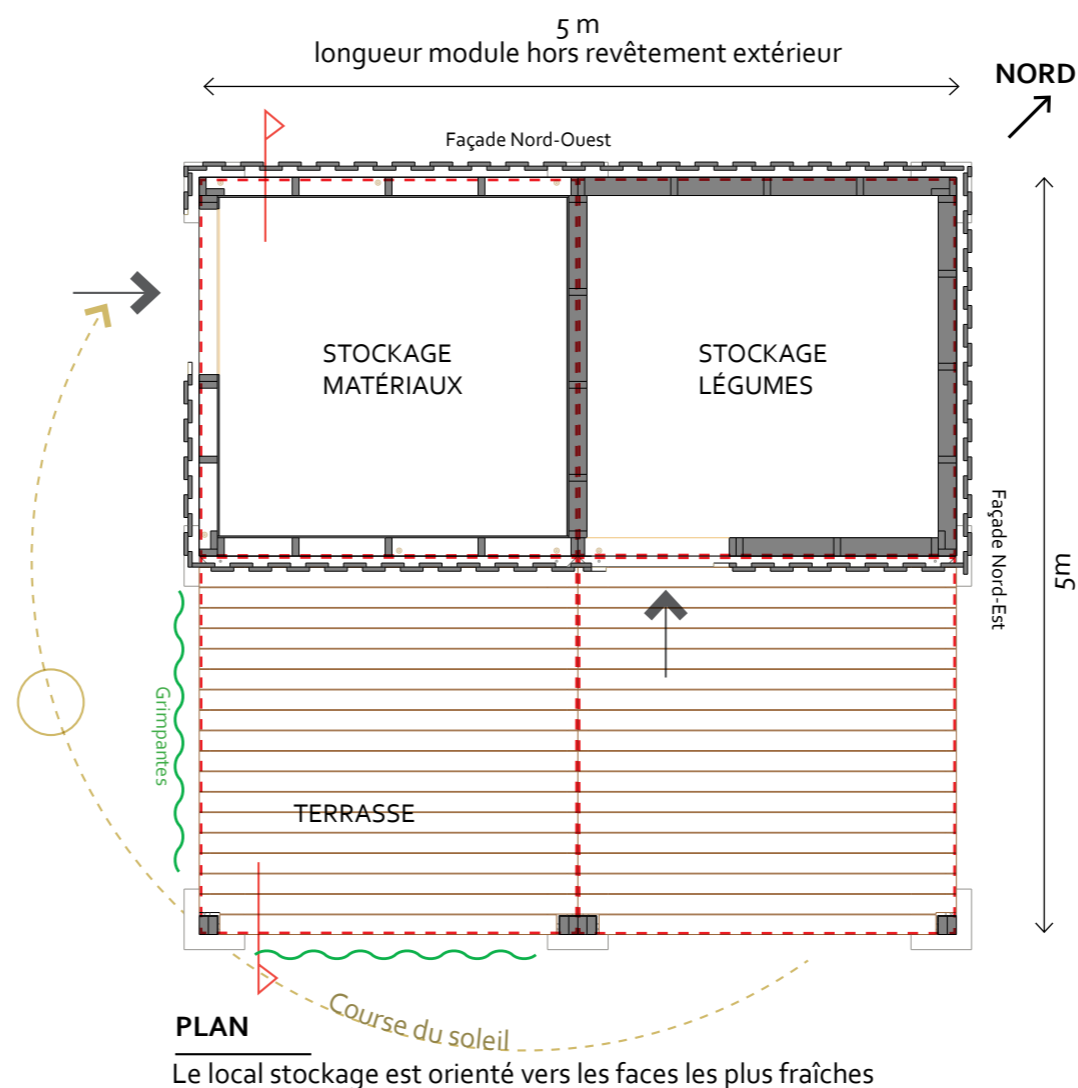 5 m
longueur module hors revêtement extérieur
NORD
Façade Nord-Ouest
STOCKAGE
MATÉRIAUX
STOCKAGE
LÉGUMES
Façade Nord-Est
5m
Grimpantes
TERRASSE
Course du soleil
PLAN
Le local stockage est orienté vers les faces les plus fraîches